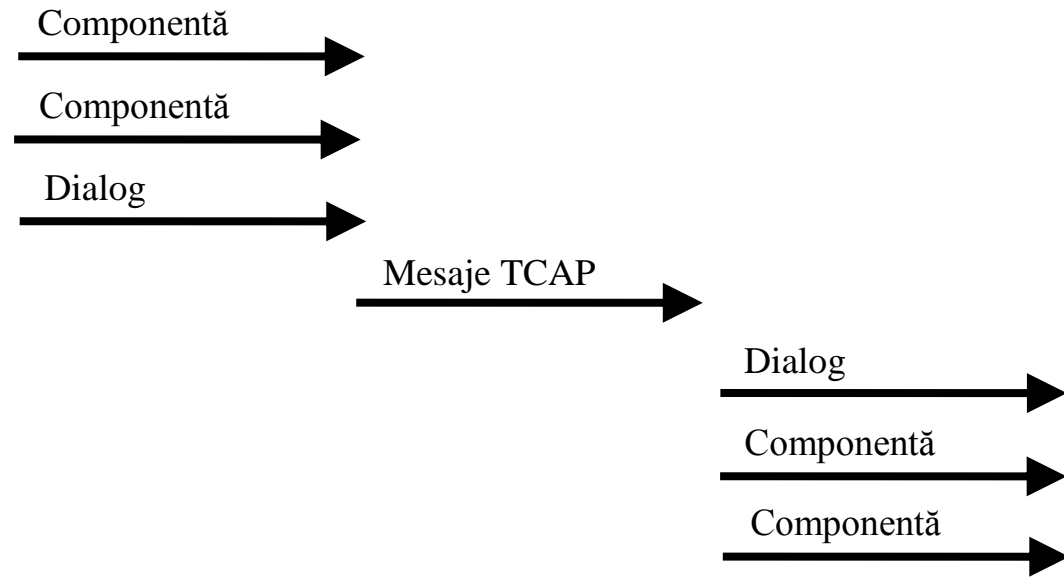 Componentă
Componentă
Dialog
Mesaje TCAP
Dialog
Componentă
Componentă